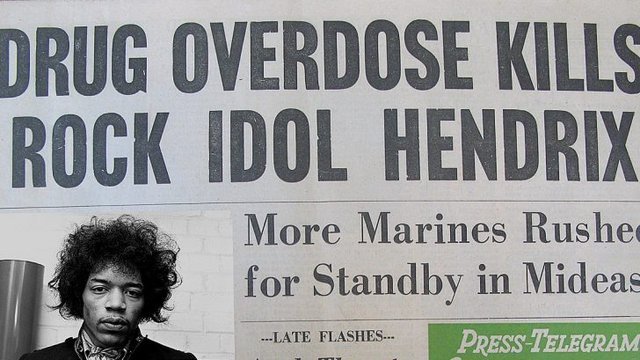 DRUG OVERDOSE KILLS
ROCK IDOL HENDRIX
More Marines Rushe
for Standby in Mideas
---LATE FLASHES---
PRESS-TELEGRAM